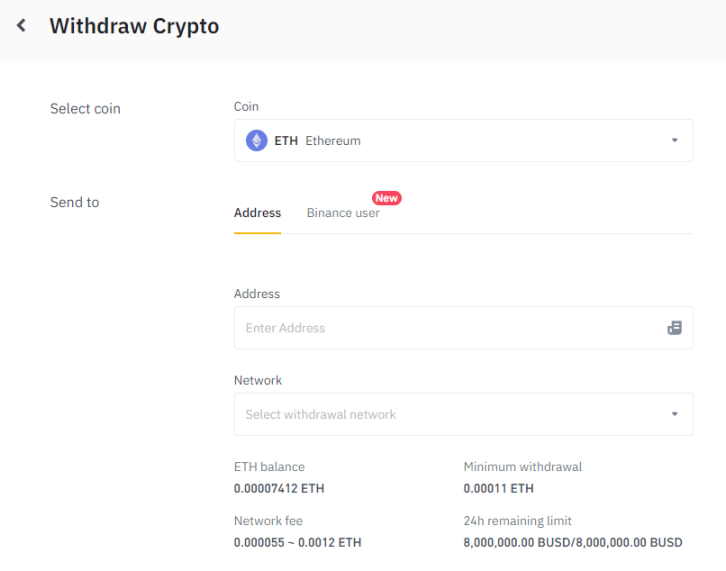 Withdraw Crypto
Select coin
Coin
ETH Ethereum
Send to
New
Address Binance user
Address
Enter Address
Network
Select withdrawal network
ETH balance Minimum withdrawal
0.00007412 ETH 0.00011 ETH
Network fee 24h remaining limit
0.000055 ~ 0.0012 ETH 8,000,000.00 BUSD/8,000,000.00 BUSD